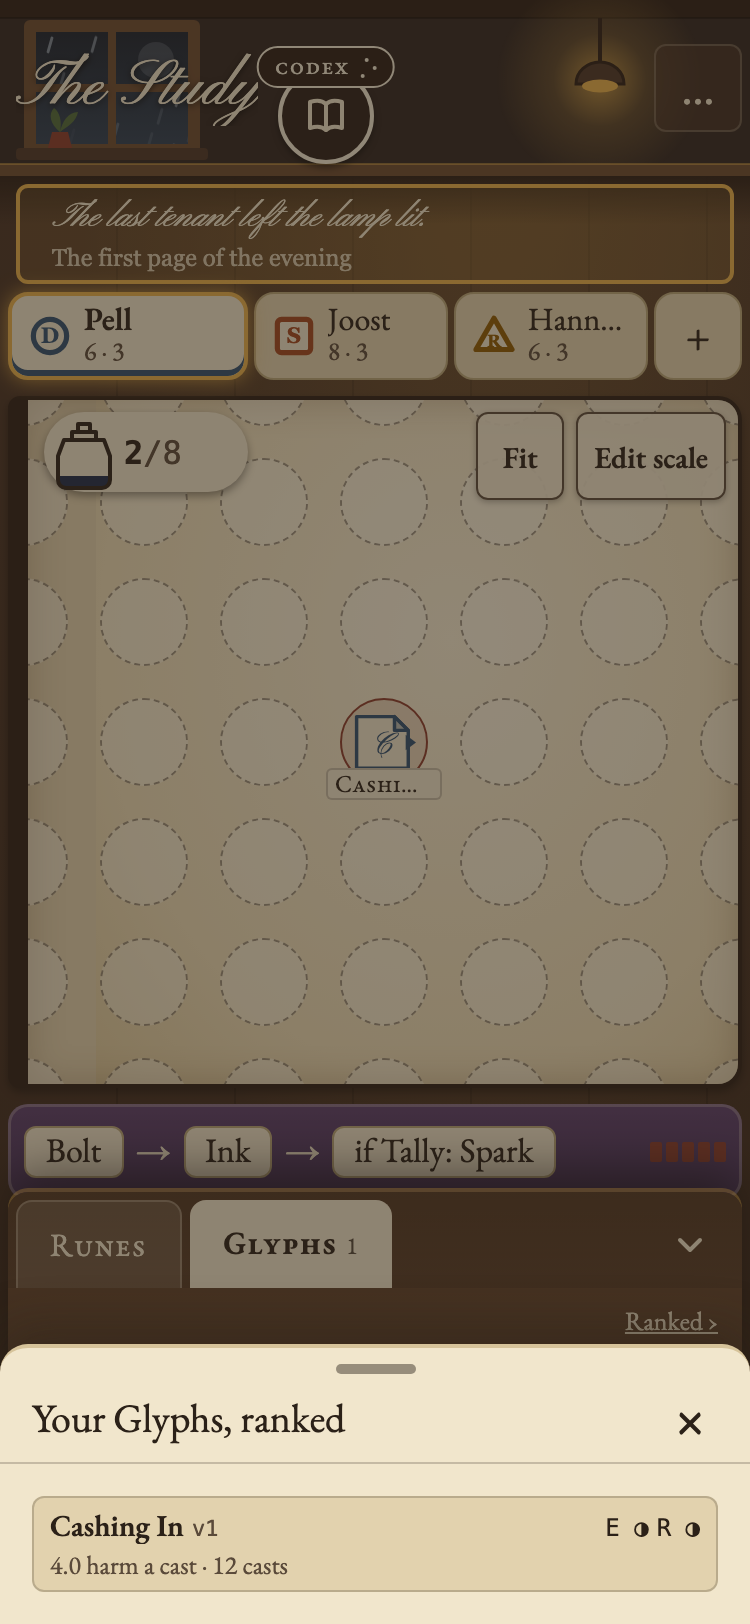 The Study
CODEX
...
The last tenant left the lamp lit.
The first page of the evening
D Pell
6 · 3
S Joost
8 · 3
R Hann...
6 · 3
+
2/8
Fit
Edit scale
C
CASHI...
Bolt → Ink → if Tally: Spark
RUNES
GLYPHS 1
Ranked ›
Your Glyphs, ranked
Cashing In v1
E ◑ R ◑
4.0 harm a cast · 12 casts